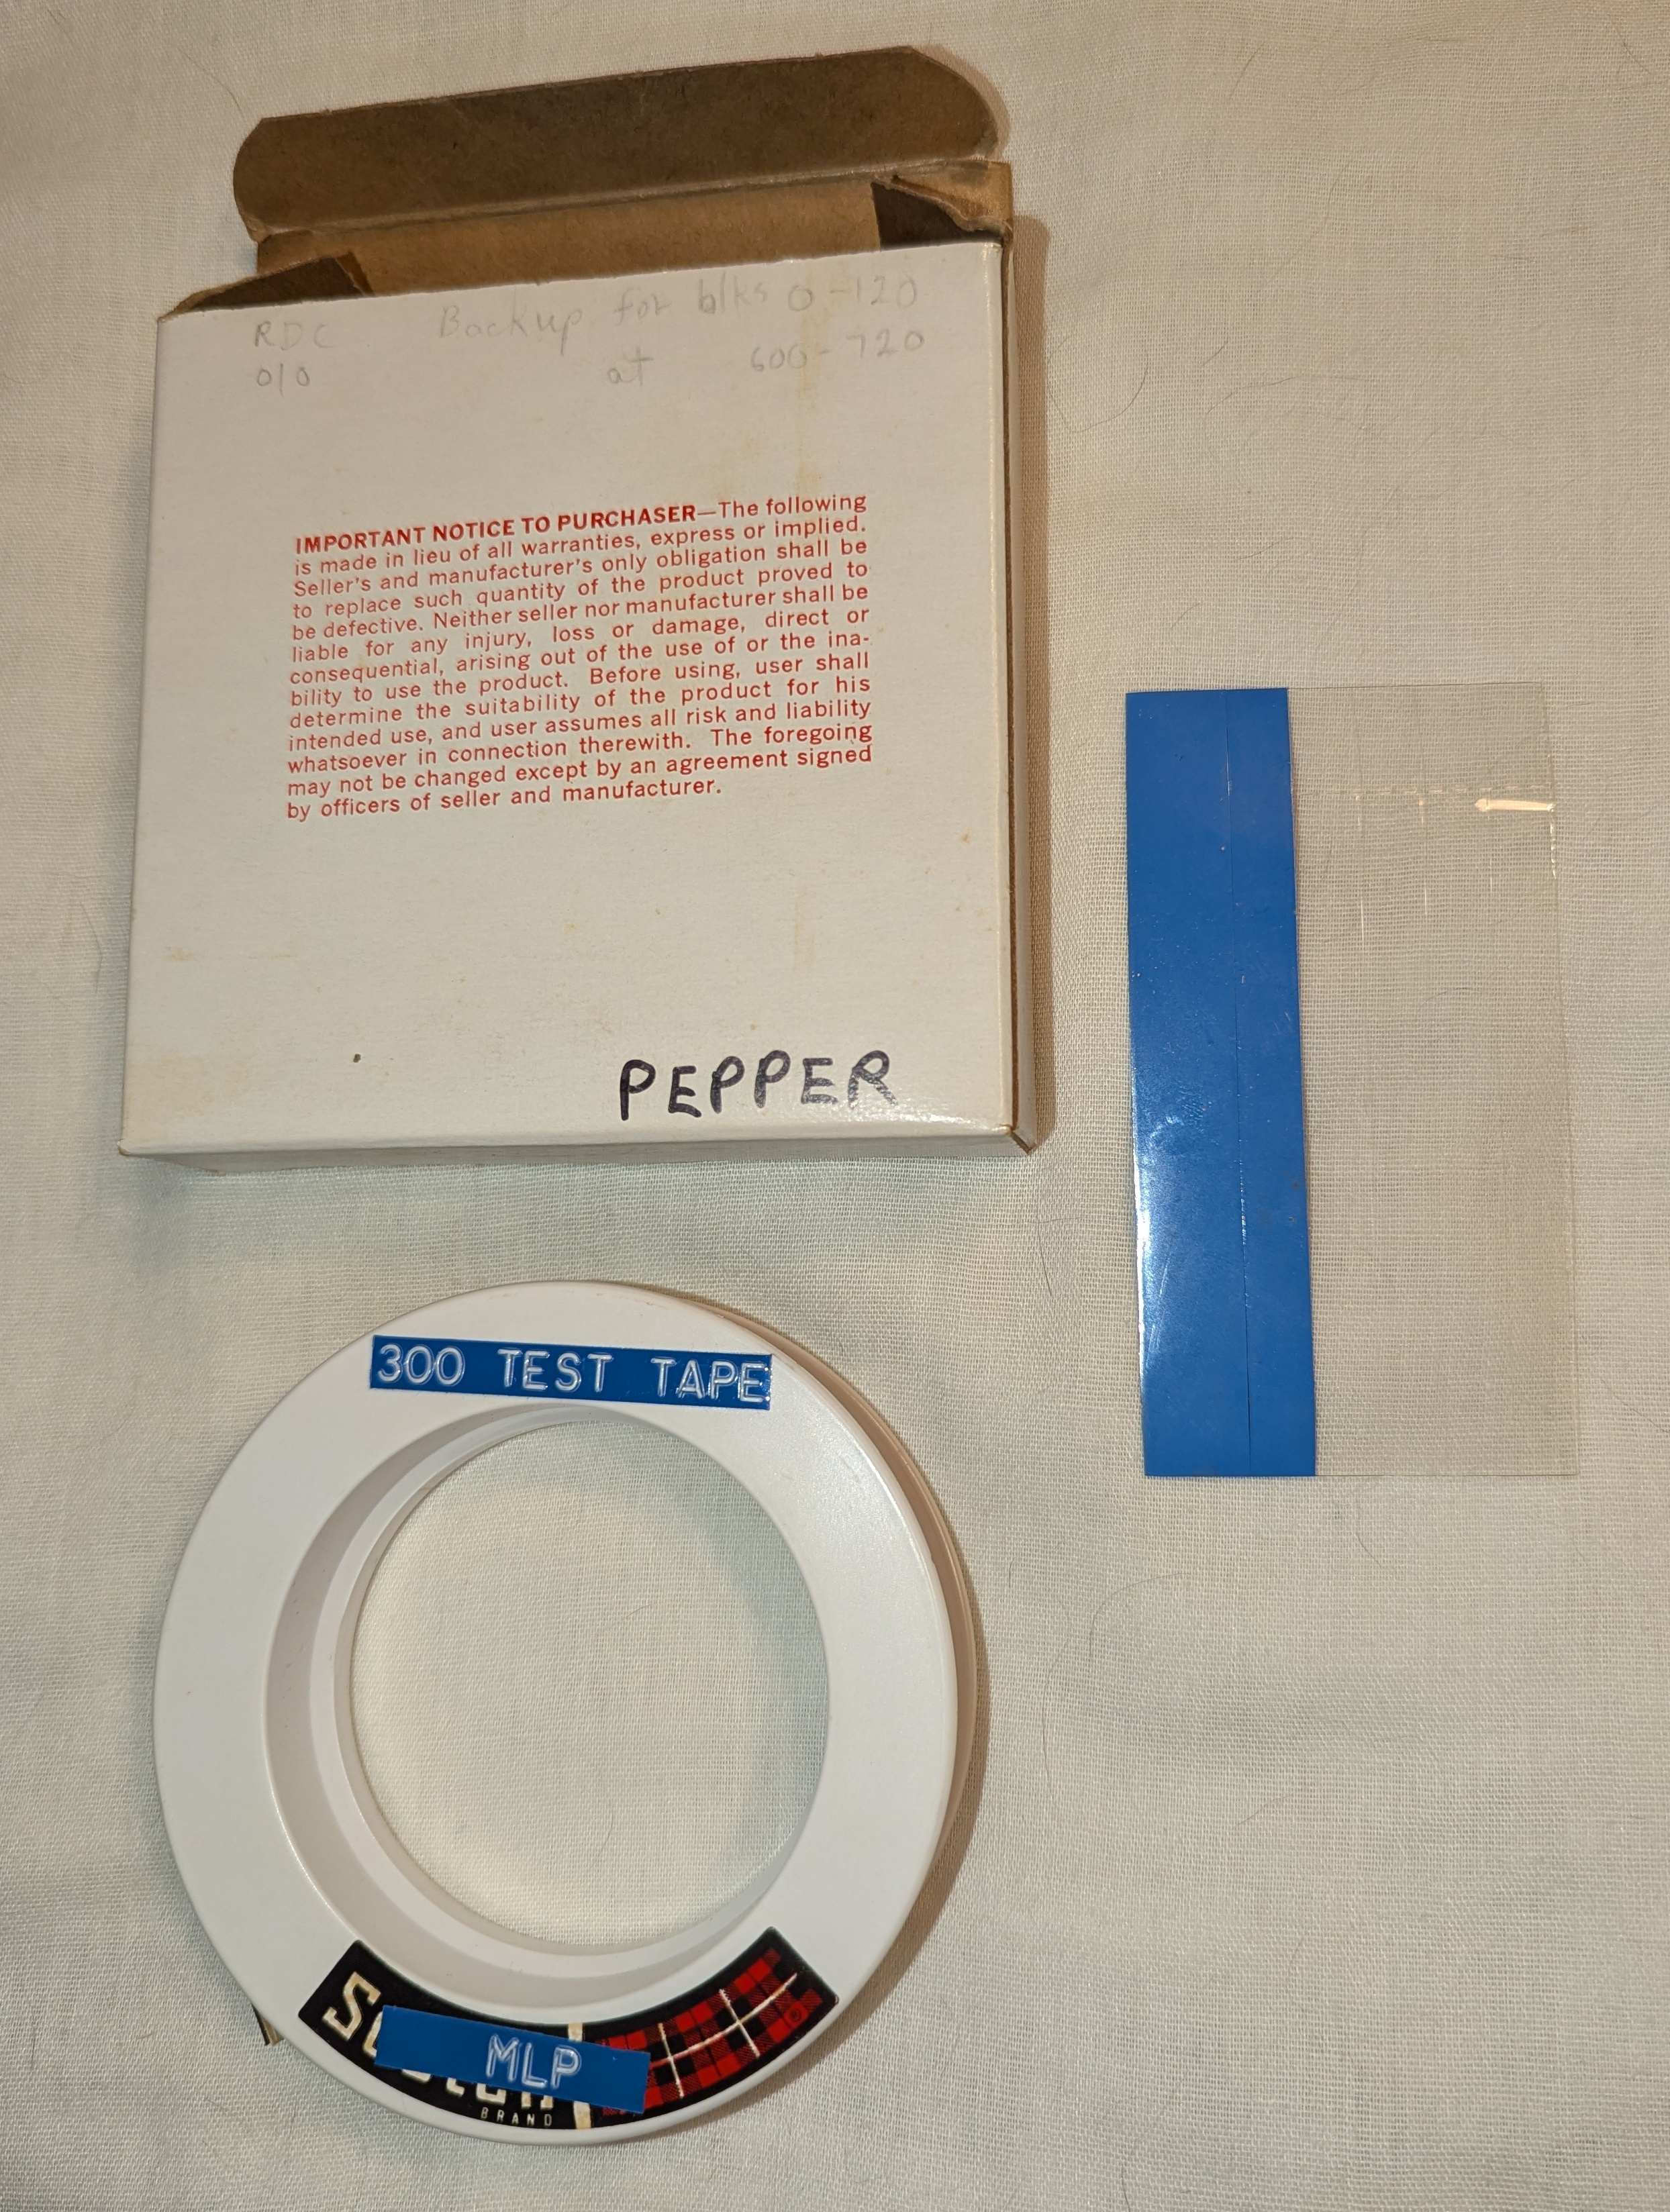 RDC Backup for blks 0-120
010 at 600-720
IMPORTANT NOTICE TO PURCHASER—The following
is made in lieu of all warranties, express or implied.
Seller's and manufacturer's only obligation shall be
to replace such quantity of the product proved to
be defective. Neither seller nor manufacturer shall be
liable for any injury, loss or damage, direct or
consequential, arising out of the use of or the ina-
bility to use the product. Before using, user shall
determine the suitability of the product for his
intended use, and user assumes all risk and liability
whatsoever in connection therewith. The foregoing
may not be changed except by an agreement signed
by officers of seller and manufacturer.
PEPPER
300 TEST TAPE
MLP
BRAND